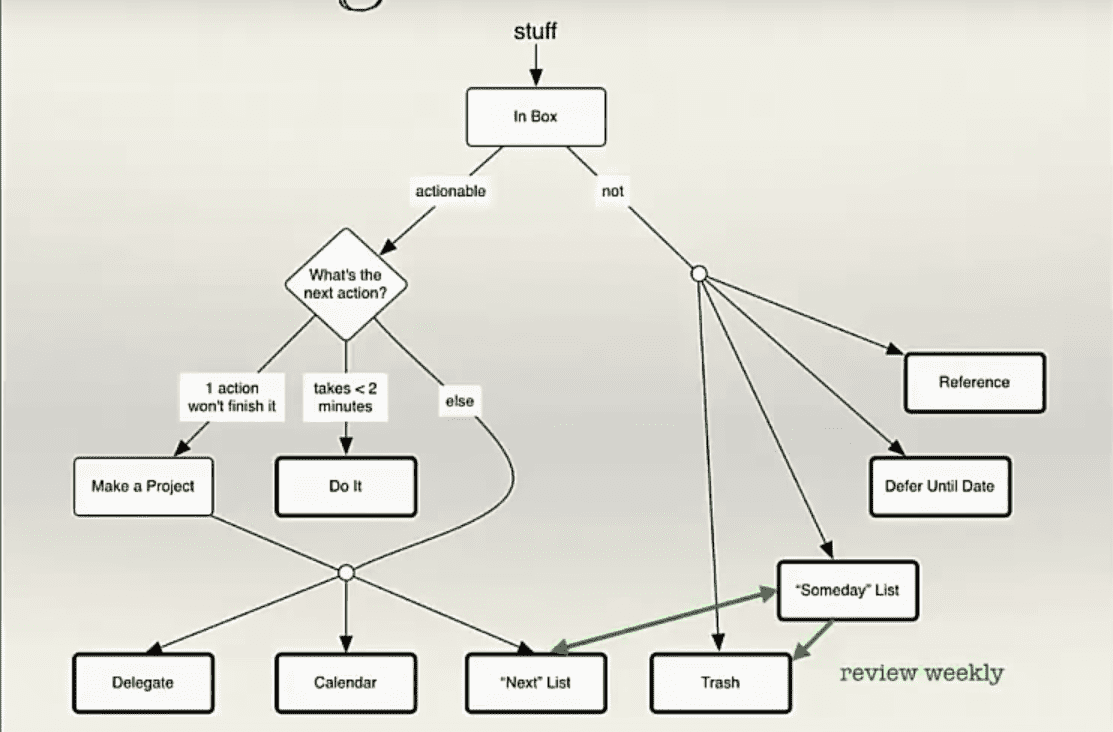 stuff
In Box
actionable
not
What's the
next action?
1 action
won't finish it
takes < 2
minutes
else
Reference
Make a Project
Do It
Defer Until Date
“Someday” List
Delegate
Calendar
“Next” List
Trash
review weekly